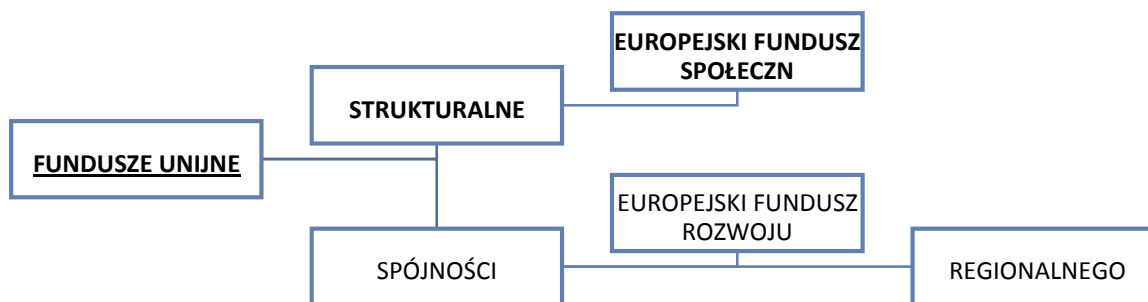 EUROPEJSKI FUNDUSZ
SPOŁECZN
STRUKTURALNE
FUNDUSZE UNIJNE
EUROPEJSKI FUNDUSZ
ROZWOJU
SPÓJNOŚCI
REGIONALNEGO